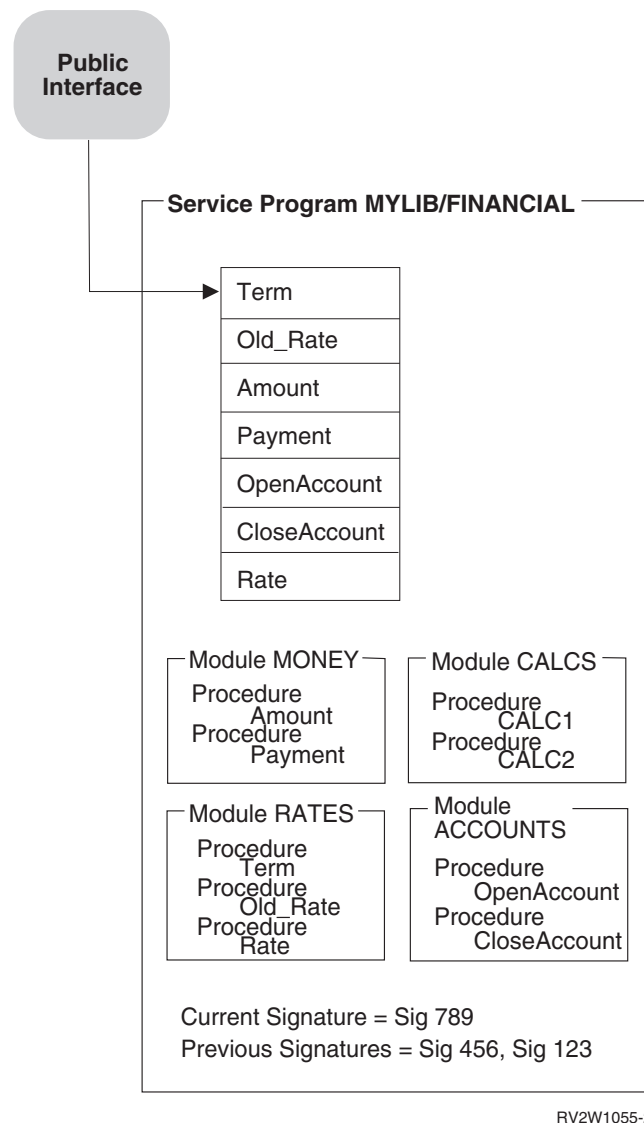 Public
Interface
Service Program MYLIB/FINANCIAL
Term
Old_Rate
Amount
Payment
OpenAccount
CloseAccount
Rate
Module MONEY
Procedure
Amount
Procedure
Payment
Module CALCS
Procedure
CALC1
Procedure
CALC2
Module RATES
Procedure
Term
Procedure
Old_Rate
Procedure
Rate
Module
ACCOUNTS
Procedure
OpenAccount
Procedure
CloseAccount
Current Signature = Sig 789
Previous Signatures = Sig 456, Sig 123
RV2W1055-